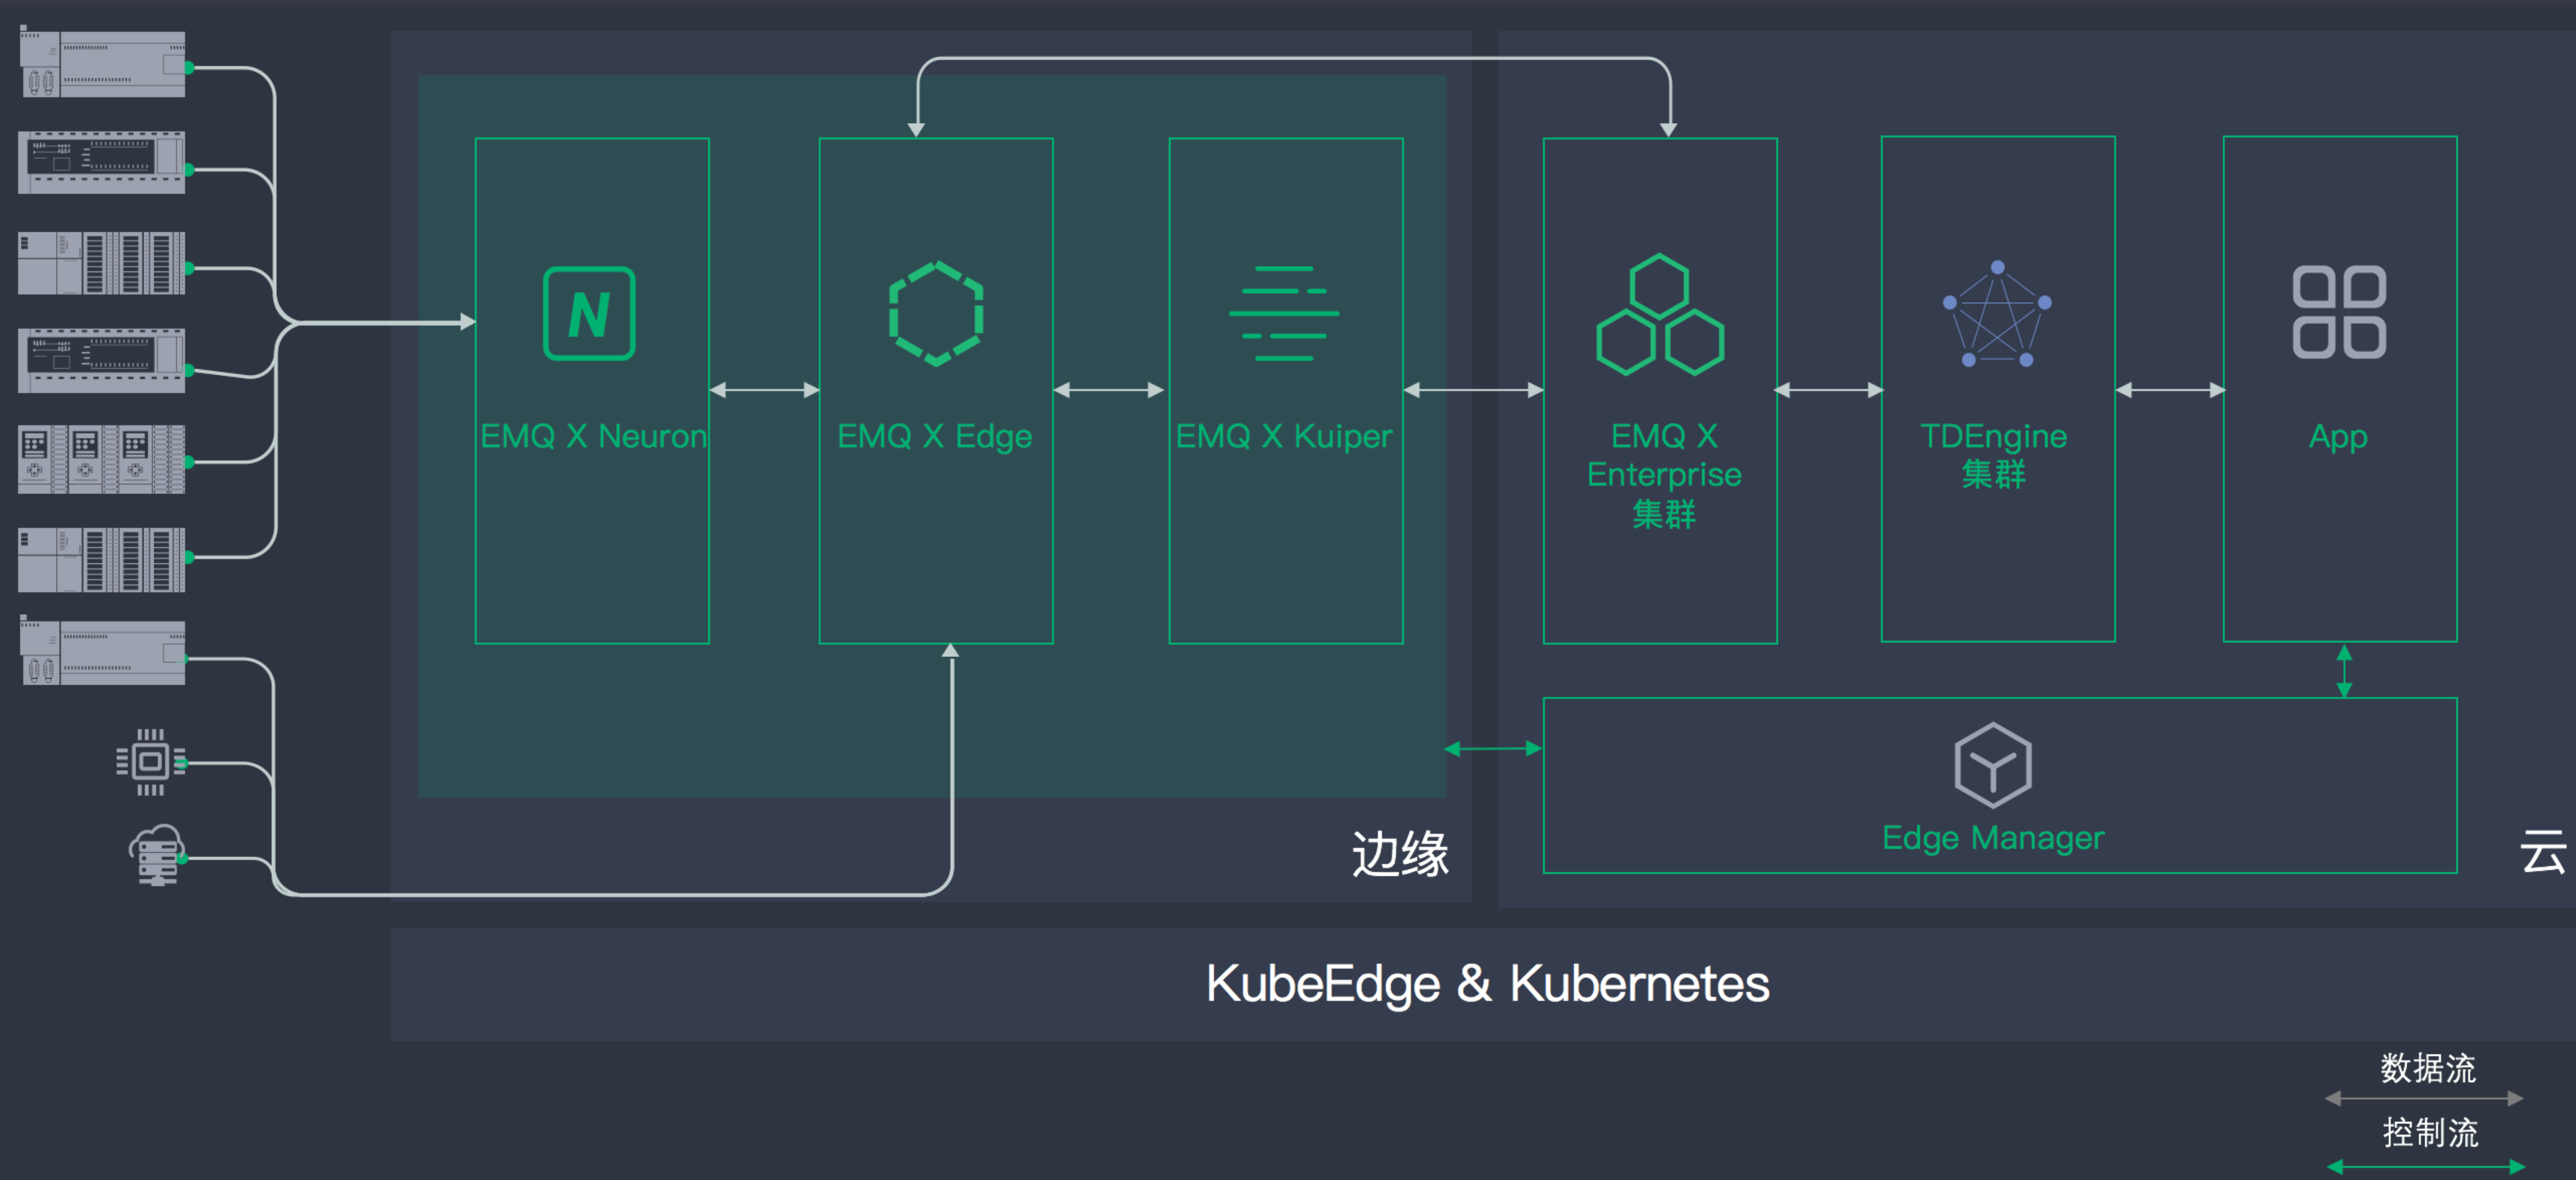 EMQ X Neuron
EMQ X Edge
EMQ X Kuiper
EMQ X
Enterprise
集群
TDEngine
集群
App
Edge Manager
边缘
云
KubeEdge & Kubernetes
数据流
控制流